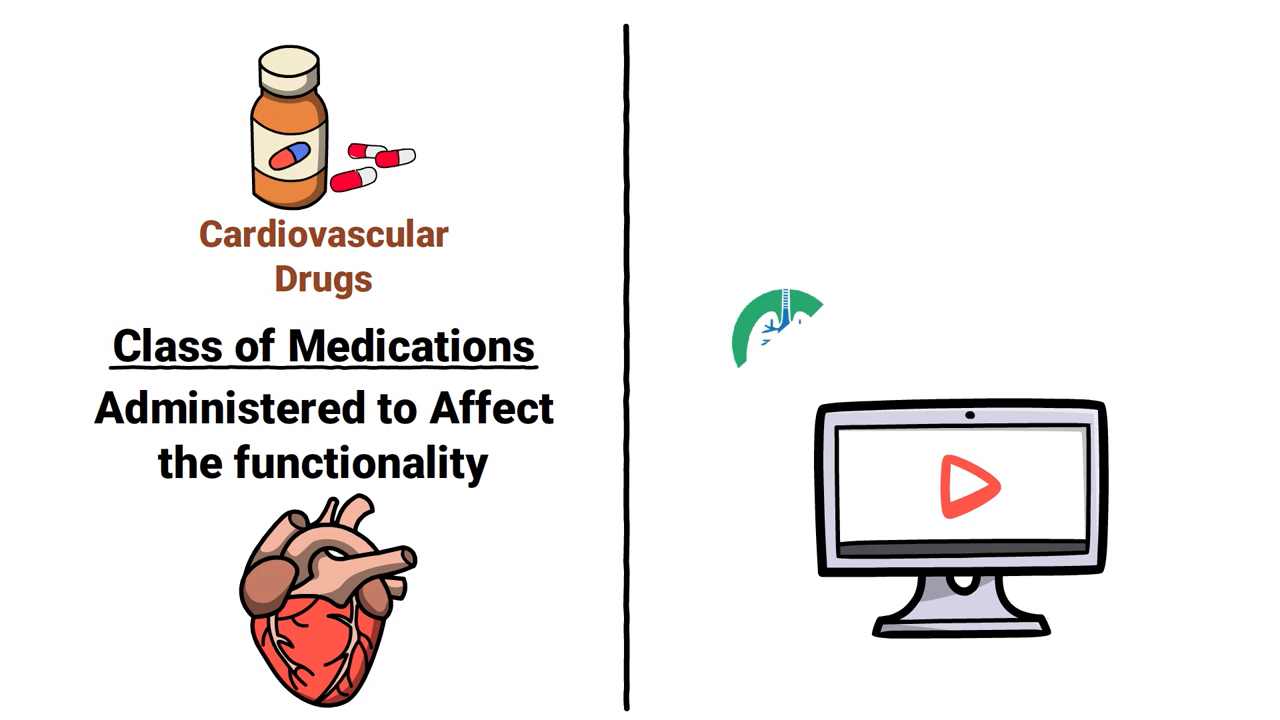 Cardiovascular
Drugs
Class of Medications
Administered to Affect
the functionality